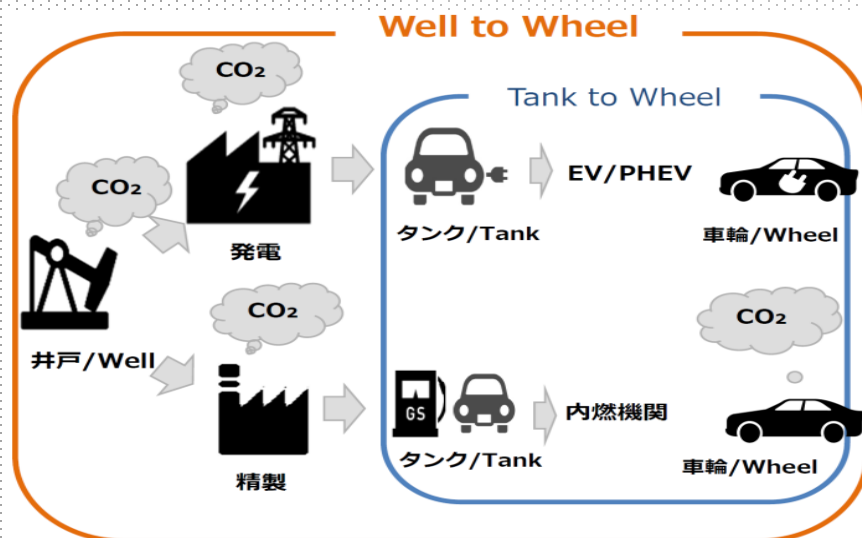 Well to Wheel
Tank to Wheel
CO₂
CO₂
発電
タンク/Tank
EV/PHEV
車輪/Wheel
井戸/Well
CO₂
精製
GS
タンク/Tank
内燃機関
CO₂
車輪/Wheel